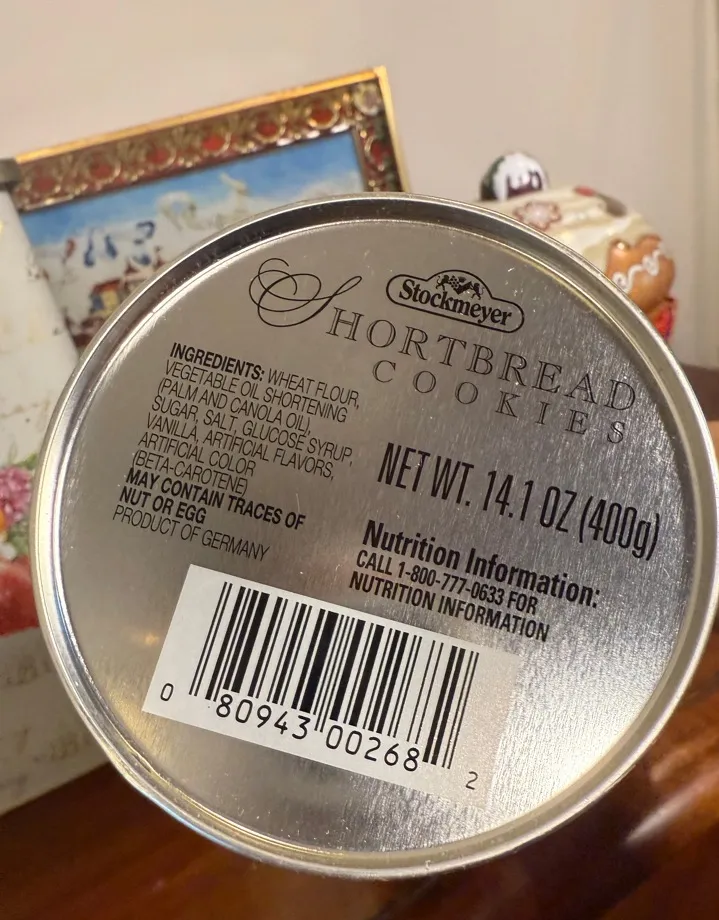 Stockmeyer
SHORTBREAD
COOKIES
INGREDIENTS: WHEAT FLOUR,
VEGETABLE OIL SHORTENING
(PALM AND CANOLA OIL),
SUGAR, SALT, GLUCOSE SYRUP,
VANILLA, ARTIFICIAL FLAVORS,
ARTIFICIAL COLOR
(BETA-CAROTENE)
MAY CONTAIN TRACES OF
NUT OR EGG
PRODUCT OF GERMANY
NET WT. 14.1 OZ (400g)
Nutrition Information:
CALL 1-800-777-0633 FOR
NUTRITION INFORMATION
0 80943 00268 2